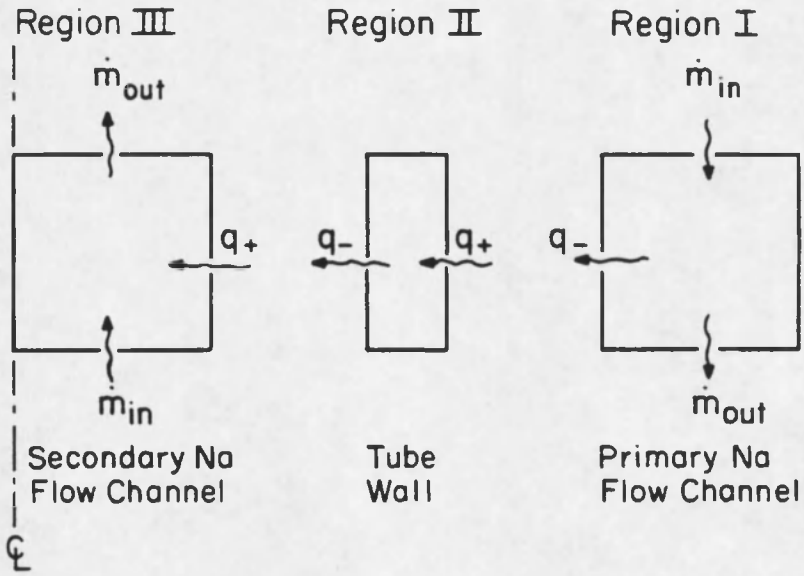 Region III
Region II
Region I
ṁout
ṁin
q+
q-
q+
q-
ṁin
ṁout
Secondary Na
Flow Channel
Tube
Wall
Primary Na
Flow Channel
℄